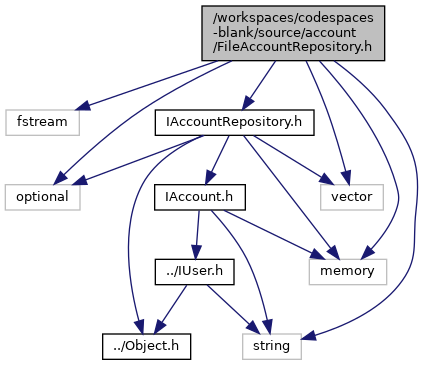 /workspaces/codespaces
-blank/source/account
/FileAccountRepository.h
fstream
IAccountRepository.h
optional
IAccount.h
vector
../IUser.h
memory
../Object.h
string